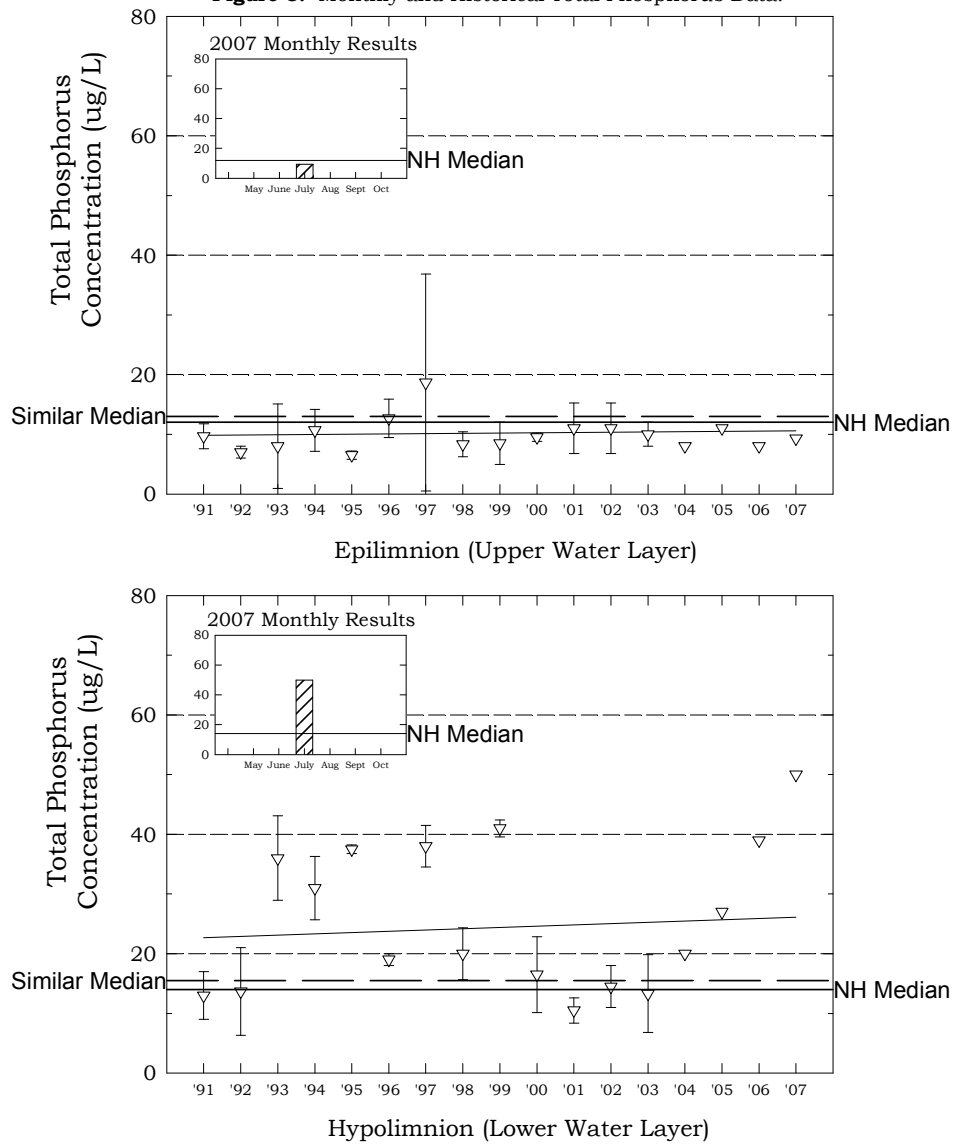 Figure 3. Monthly and Historical Total Phosphorus Data.
80
60
40
20
0
Total Phosphorus
Concentration (ug/L)
2007 Monthly Results
80
60
40
20
0
May June July Aug Sept Oct
NH Median
Similar Median
NH Median
'91 '92 '93 '94 '95 '96 '97 '98 '99 '00 '01 '02 '03 '04 '05 '06 '07
Epilimnion (Upper Water Layer)
80
60
40
20
0
Total Phosphorus
Concentration (ug/L)
2007 Monthly Results
80
60
40
20
0
May June July Aug Sept Oct
NH Median
Similar Median
NH Median
'91 '92 '93 '94 '95 '96 '97 '98 '99 '00 '01 '02 '03 '04 '05 '06 '07
Hypolimnion (Lower Water Layer)